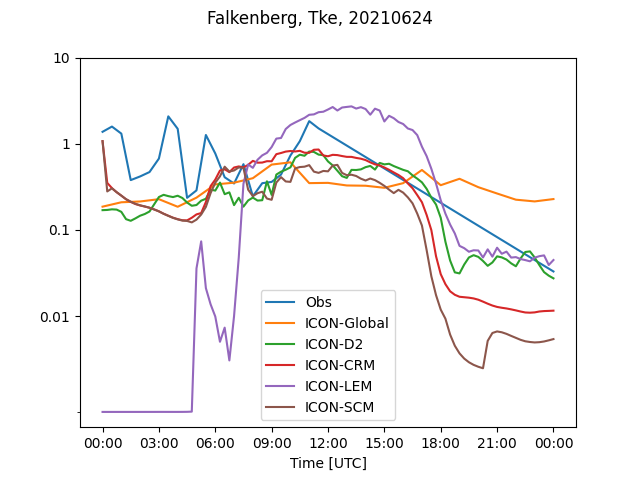 Falkenberg, Tke, 20210624
10
1
0.1
0.01
Obs
ICON-Global
ICON-D2
ICON-CRM
ICON-LEM
ICON-SCM
00:00 03:00 06:00 09:00 12:00 15:00 18:00 21:00 00:00
Time [UTC]